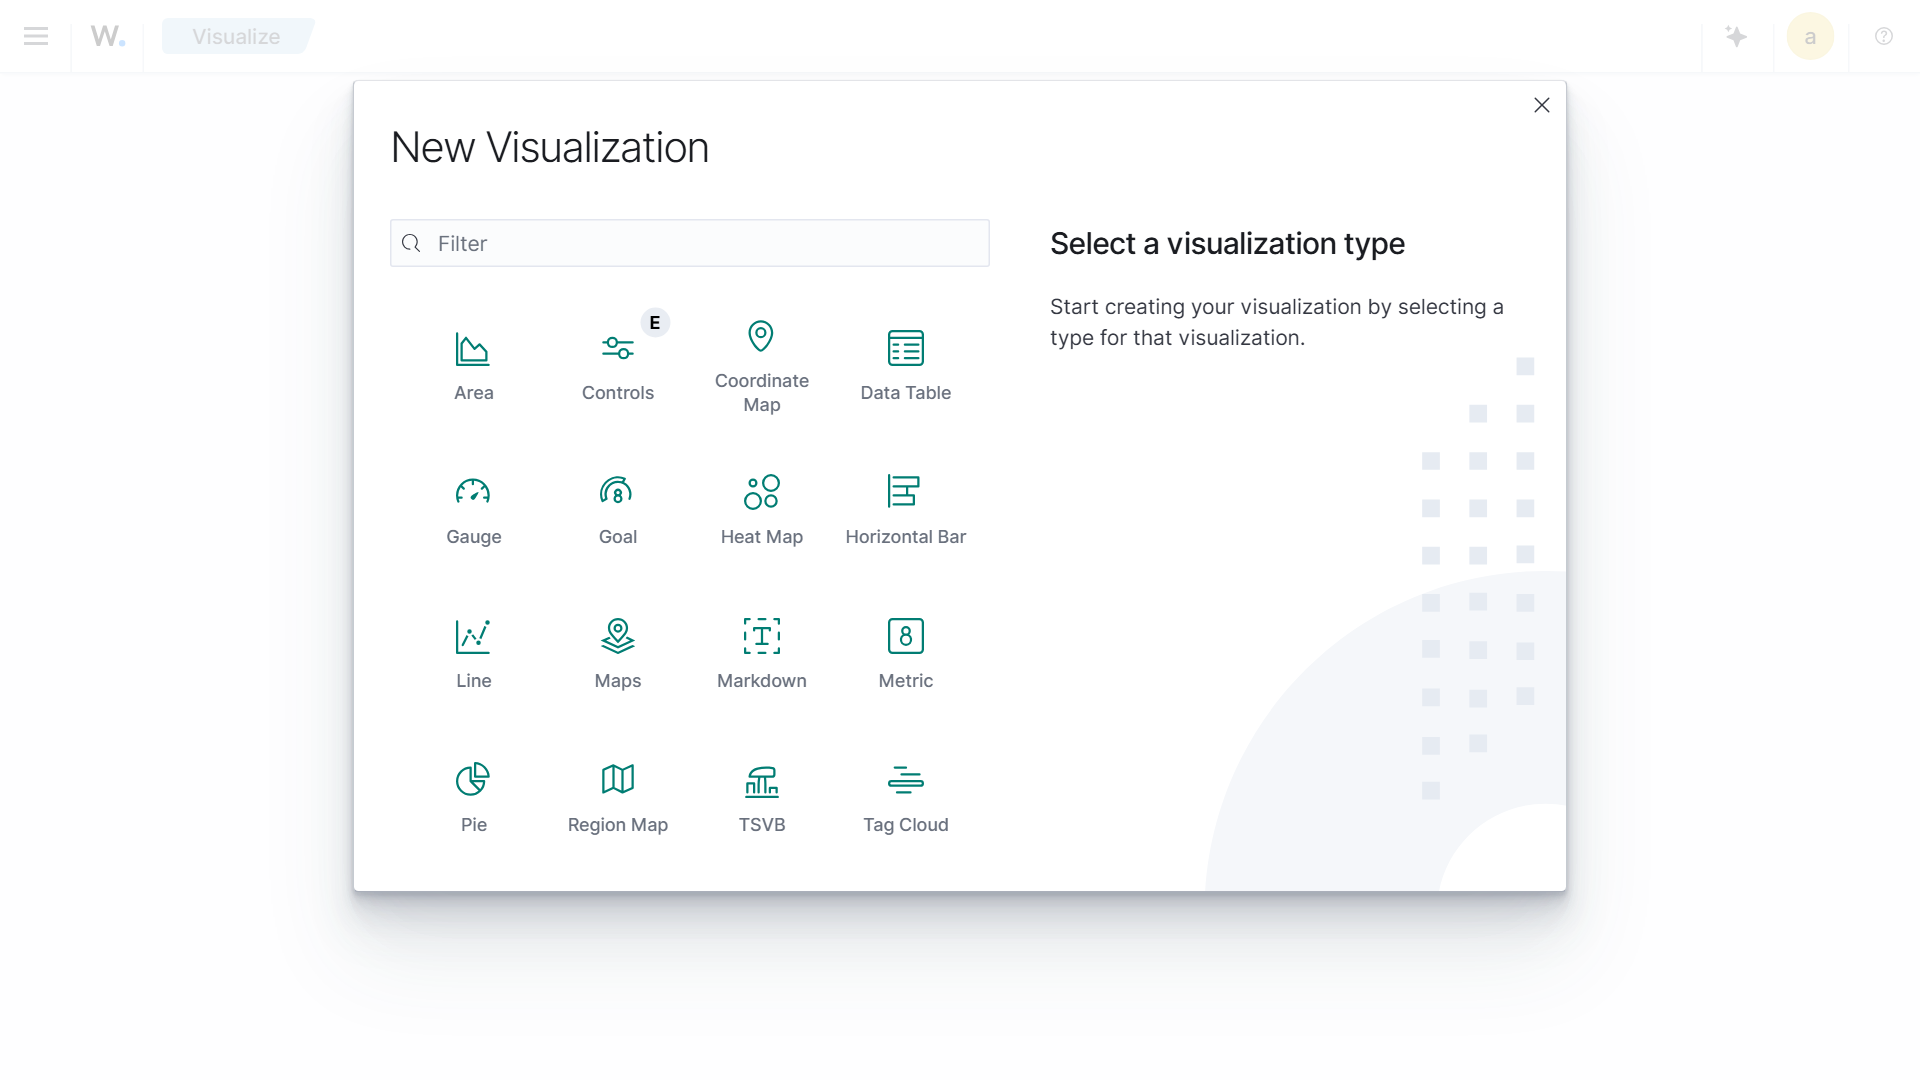 W.
Visualize
a
New Visualization
Filter
Select a visualization type
Start creating your visualization by selecting a
type for that visualization.
E
Area
Controls
Coordinate
Map
Data Table
Gauge
8
Goal
Heat Map
Horizontal Bar
Line
Maps
T
Markdown
8
Metric
Pie
Region Map
TSVB
Tag Cloud